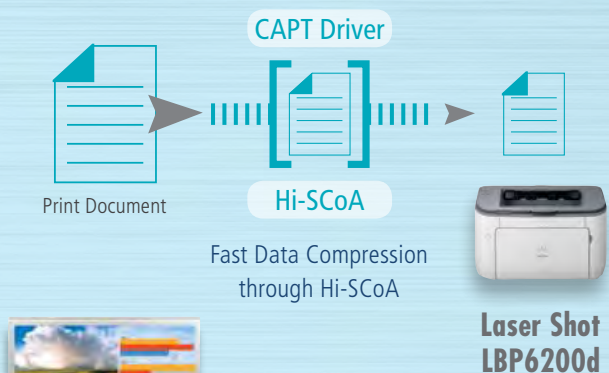 CAPT Driver
Print Document
Hi-SCoA
Fast Data Compression
through Hi-SCoA
Laser Shot
LBP6200d